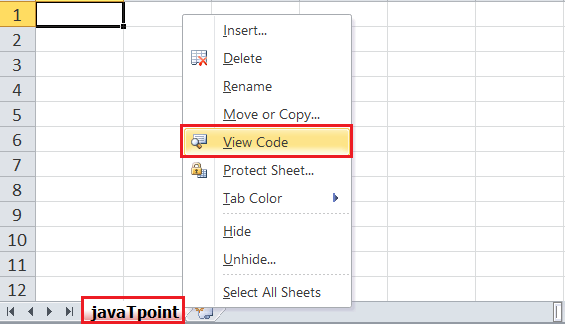 1
2
3
4
5
6
7
8
9
10
11
12
Insert...
Delete
Rename
Move or Copy...
View Code
Protect Sheet...
Tab Color
Hide
Unhide...
Select All Sheets
javaTpoint